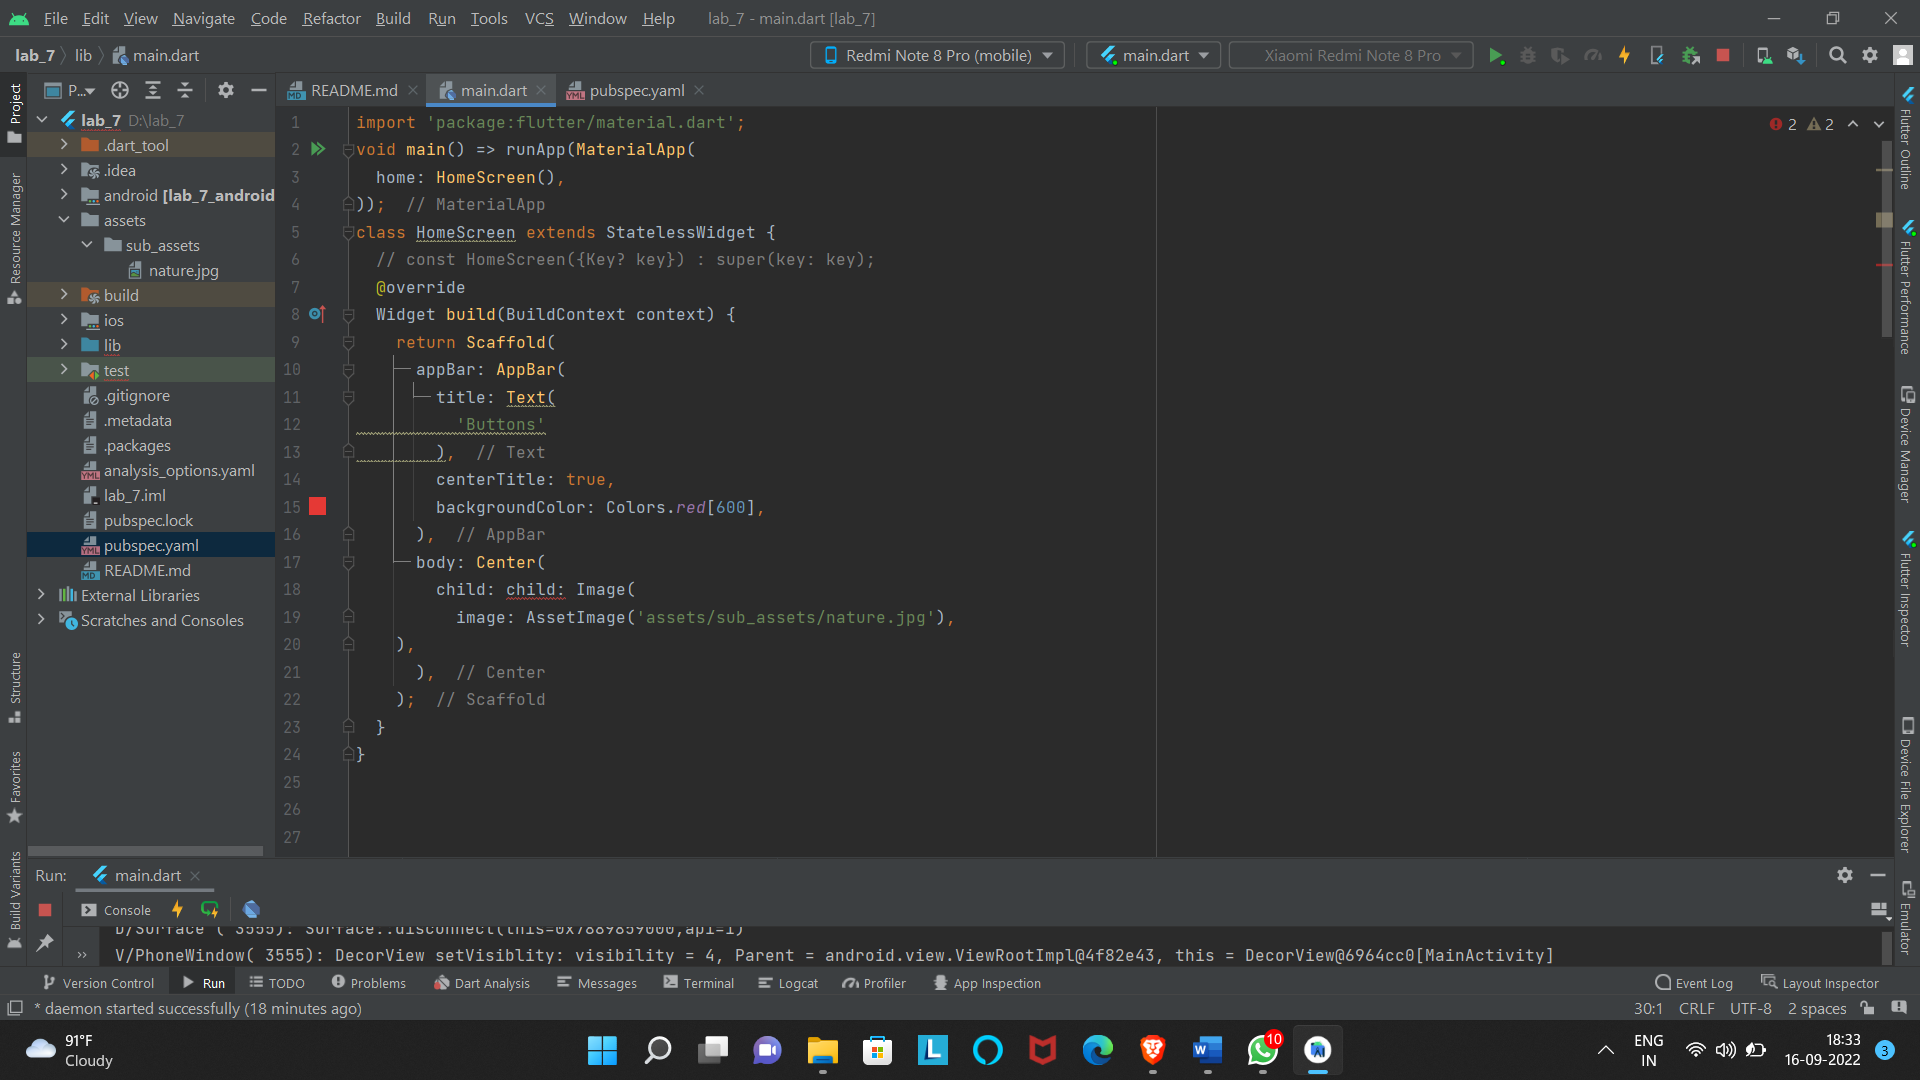 File Edit View Navigate Code Refactor Build Run Tools VCS Window Help lab_7 - main.dart [lab_7]
lab_7 lib main.dart Redmi Note 8 Pro (mobile) main.dart Xiaomi Redmi Note 8 Pro
P... README.md main.dart pubspec.yaml
Project
Resource Manager
Structure
Favorites
Build Variants
lab_7 D:\lab_7
.dart_tool
.idea
android [lab_7_android
assets
sub_assets
nature.jpg
build
ios
lib
test
.gitignore
.metadata
.packages
analysis_options.yaml
lab_7.iml
pubspec.lock
pubspec.yaml
README.md
External Libraries
Scratches and Consoles
2 2
1 import 'package:flutter/material.dart';
2 void main() => runApp(MaterialApp(
3 home: HomeScreen(),
4 )); // MaterialApp
5 class HomeScreen extends StatelessWidget {
6 // const HomeScreen({Key? key}) : super(key: key);
7 @override
8 Widget build(BuildContext context) {
9 return Scaffold(
10 appBar: AppBar(
11 title: Text(
12 'Buttons'
13 ), // Text
14 centerTitle: true,
15 backgroundColor: Colors.red[600],
16 ), // AppBar
17 body: Center(
18 child: child: Image(
19 image: AssetImage('assets/sub_assets/nature.jpg'),
20 ),
21 ), // Center
22 ); // Scaffold
23 }
24 }
25
26
27
Flutter Outline
Flutter Performance
Device Manager
Flutter Inspector
Device File Explorer
Emulator
Run: main.dart
Console
D/Surface ( 3555): Surface::disconnect(this=0x7889859000,api=1)
V/PhoneWindow( 3555): DecorView setVisiblity: visibility = 4, Parent = android.view.ViewRootImpl@4f82e43, this = DecorView@6964cc0[MainActivity]
Version Control Run TODO Problems Dart Analysis Messages Terminal Logcat Profiler App Inspection Event Log Layout Inspector
* daemon started successfully (18 minutes ago) 30:1 CRLF UTF-8 2 spaces
91°F
Cloudy
10
ENG
IN
18:33
16-09-2022
3